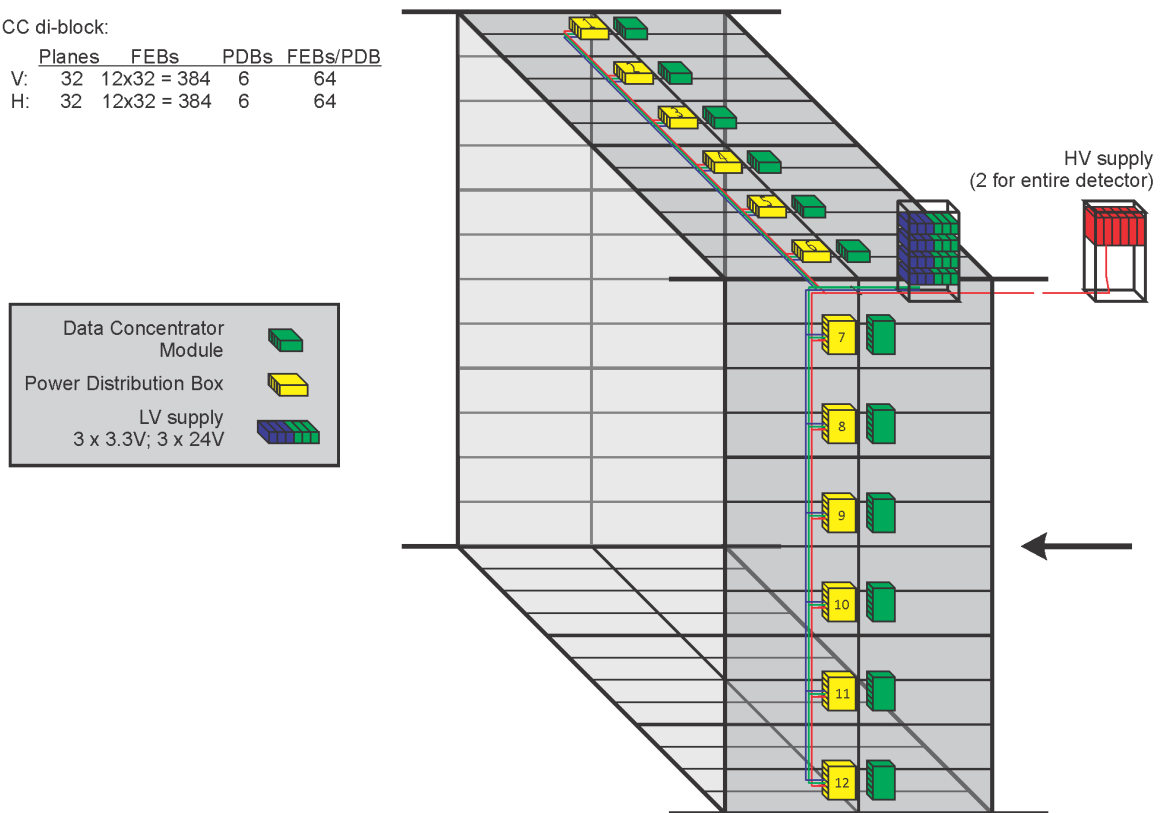 CC di-block:
Planes FEBs PDBs FEBs/PDB
V: 32 12x32 = 384 6 64
H: 32 12x32 = 384 6 64
HV supply
(2 for entire detector)
Data Concentrator
Module
Power Distribution Box
LV supply
3 x 3.3V; 3 x 24V
7
8
9
10
11
12